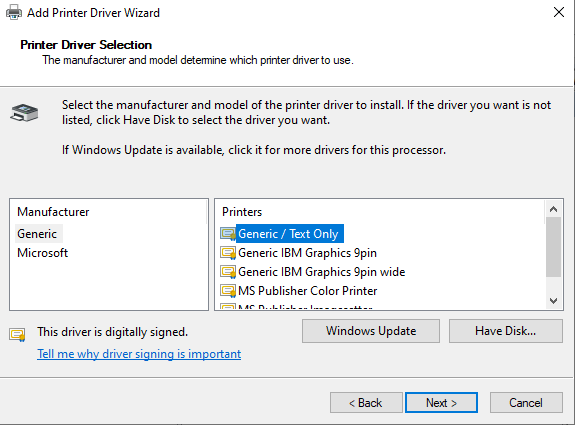 Add Printer Driver Wizard
Printer Driver Selection
The manufacturer and model determine which printer driver to use.
Select the manufacturer and model of the printer driver to install. If the driver you want is not
listed, click Have Disk to select the driver you want.
If Windows Update is available, click it for more drivers for this processor.
Manufacturer
Generic
Microsoft
Printers
Generic / Text Only
Generic IBM Graphics 9pin
Generic IBM Graphics 9pin wide
MS Publisher Color Printer
MS Publisher Imagesetter
This driver is digitally signed.
Tell me why driver signing is important
Windows Update
Have Disk...
< Back
Next >
Cancel